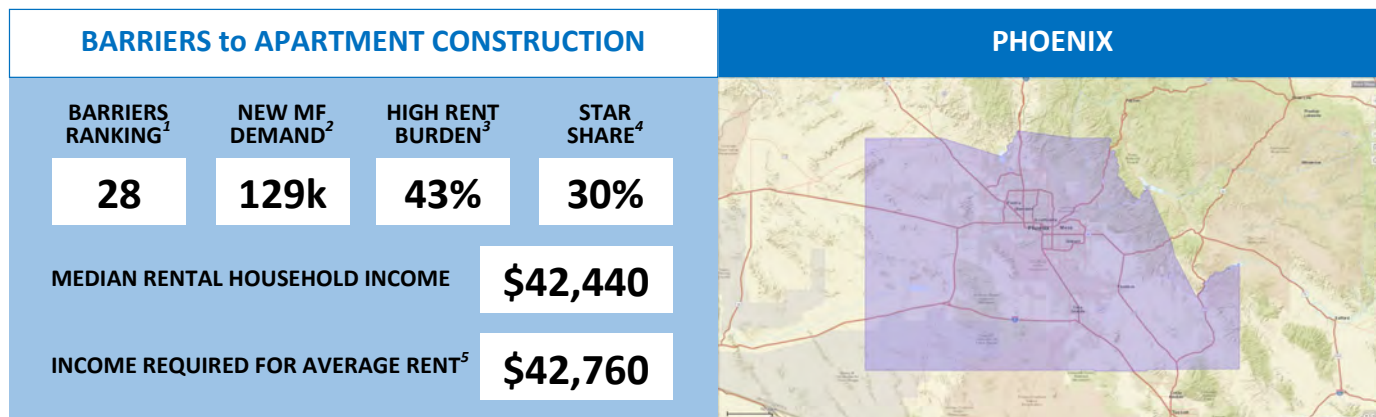 BARRIERS to APARTMENT CONSTRUCTION
PHOENIX
BARRIERS
RANKING1
NEW MF
DEMAND2
HIGH RENT
BURDEN3
STAR
SHARE4
28
129k
43%
30%
MEDIAN RENTAL HOUSEHOLD INCOME
$42,440
INCOME REQUIRED FOR AVERAGE RENT5
$42,760
Phoenix